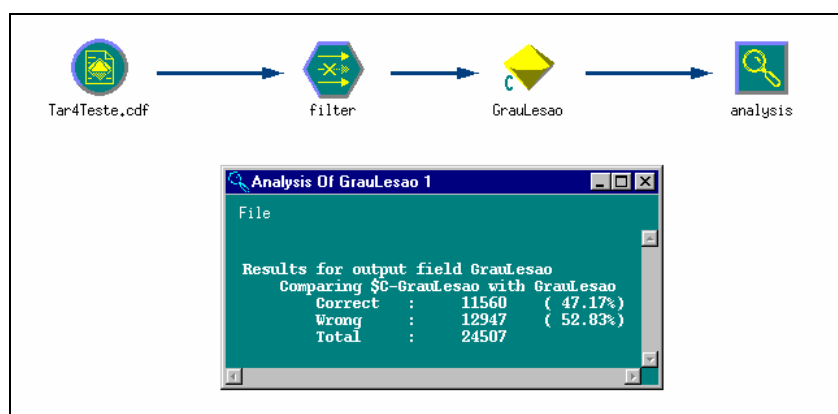 Tar4Teste.cdf
filter
C
GrauLesao
analysis
Analysis Of GrauLesao 1
File
Results for output field GrauLesao
Comparing $C-GrauLesao with GrauLesao
Correct : 11560 ( 47.17%)
Wrong : 12947 ( 52.83%)
Total : 24507